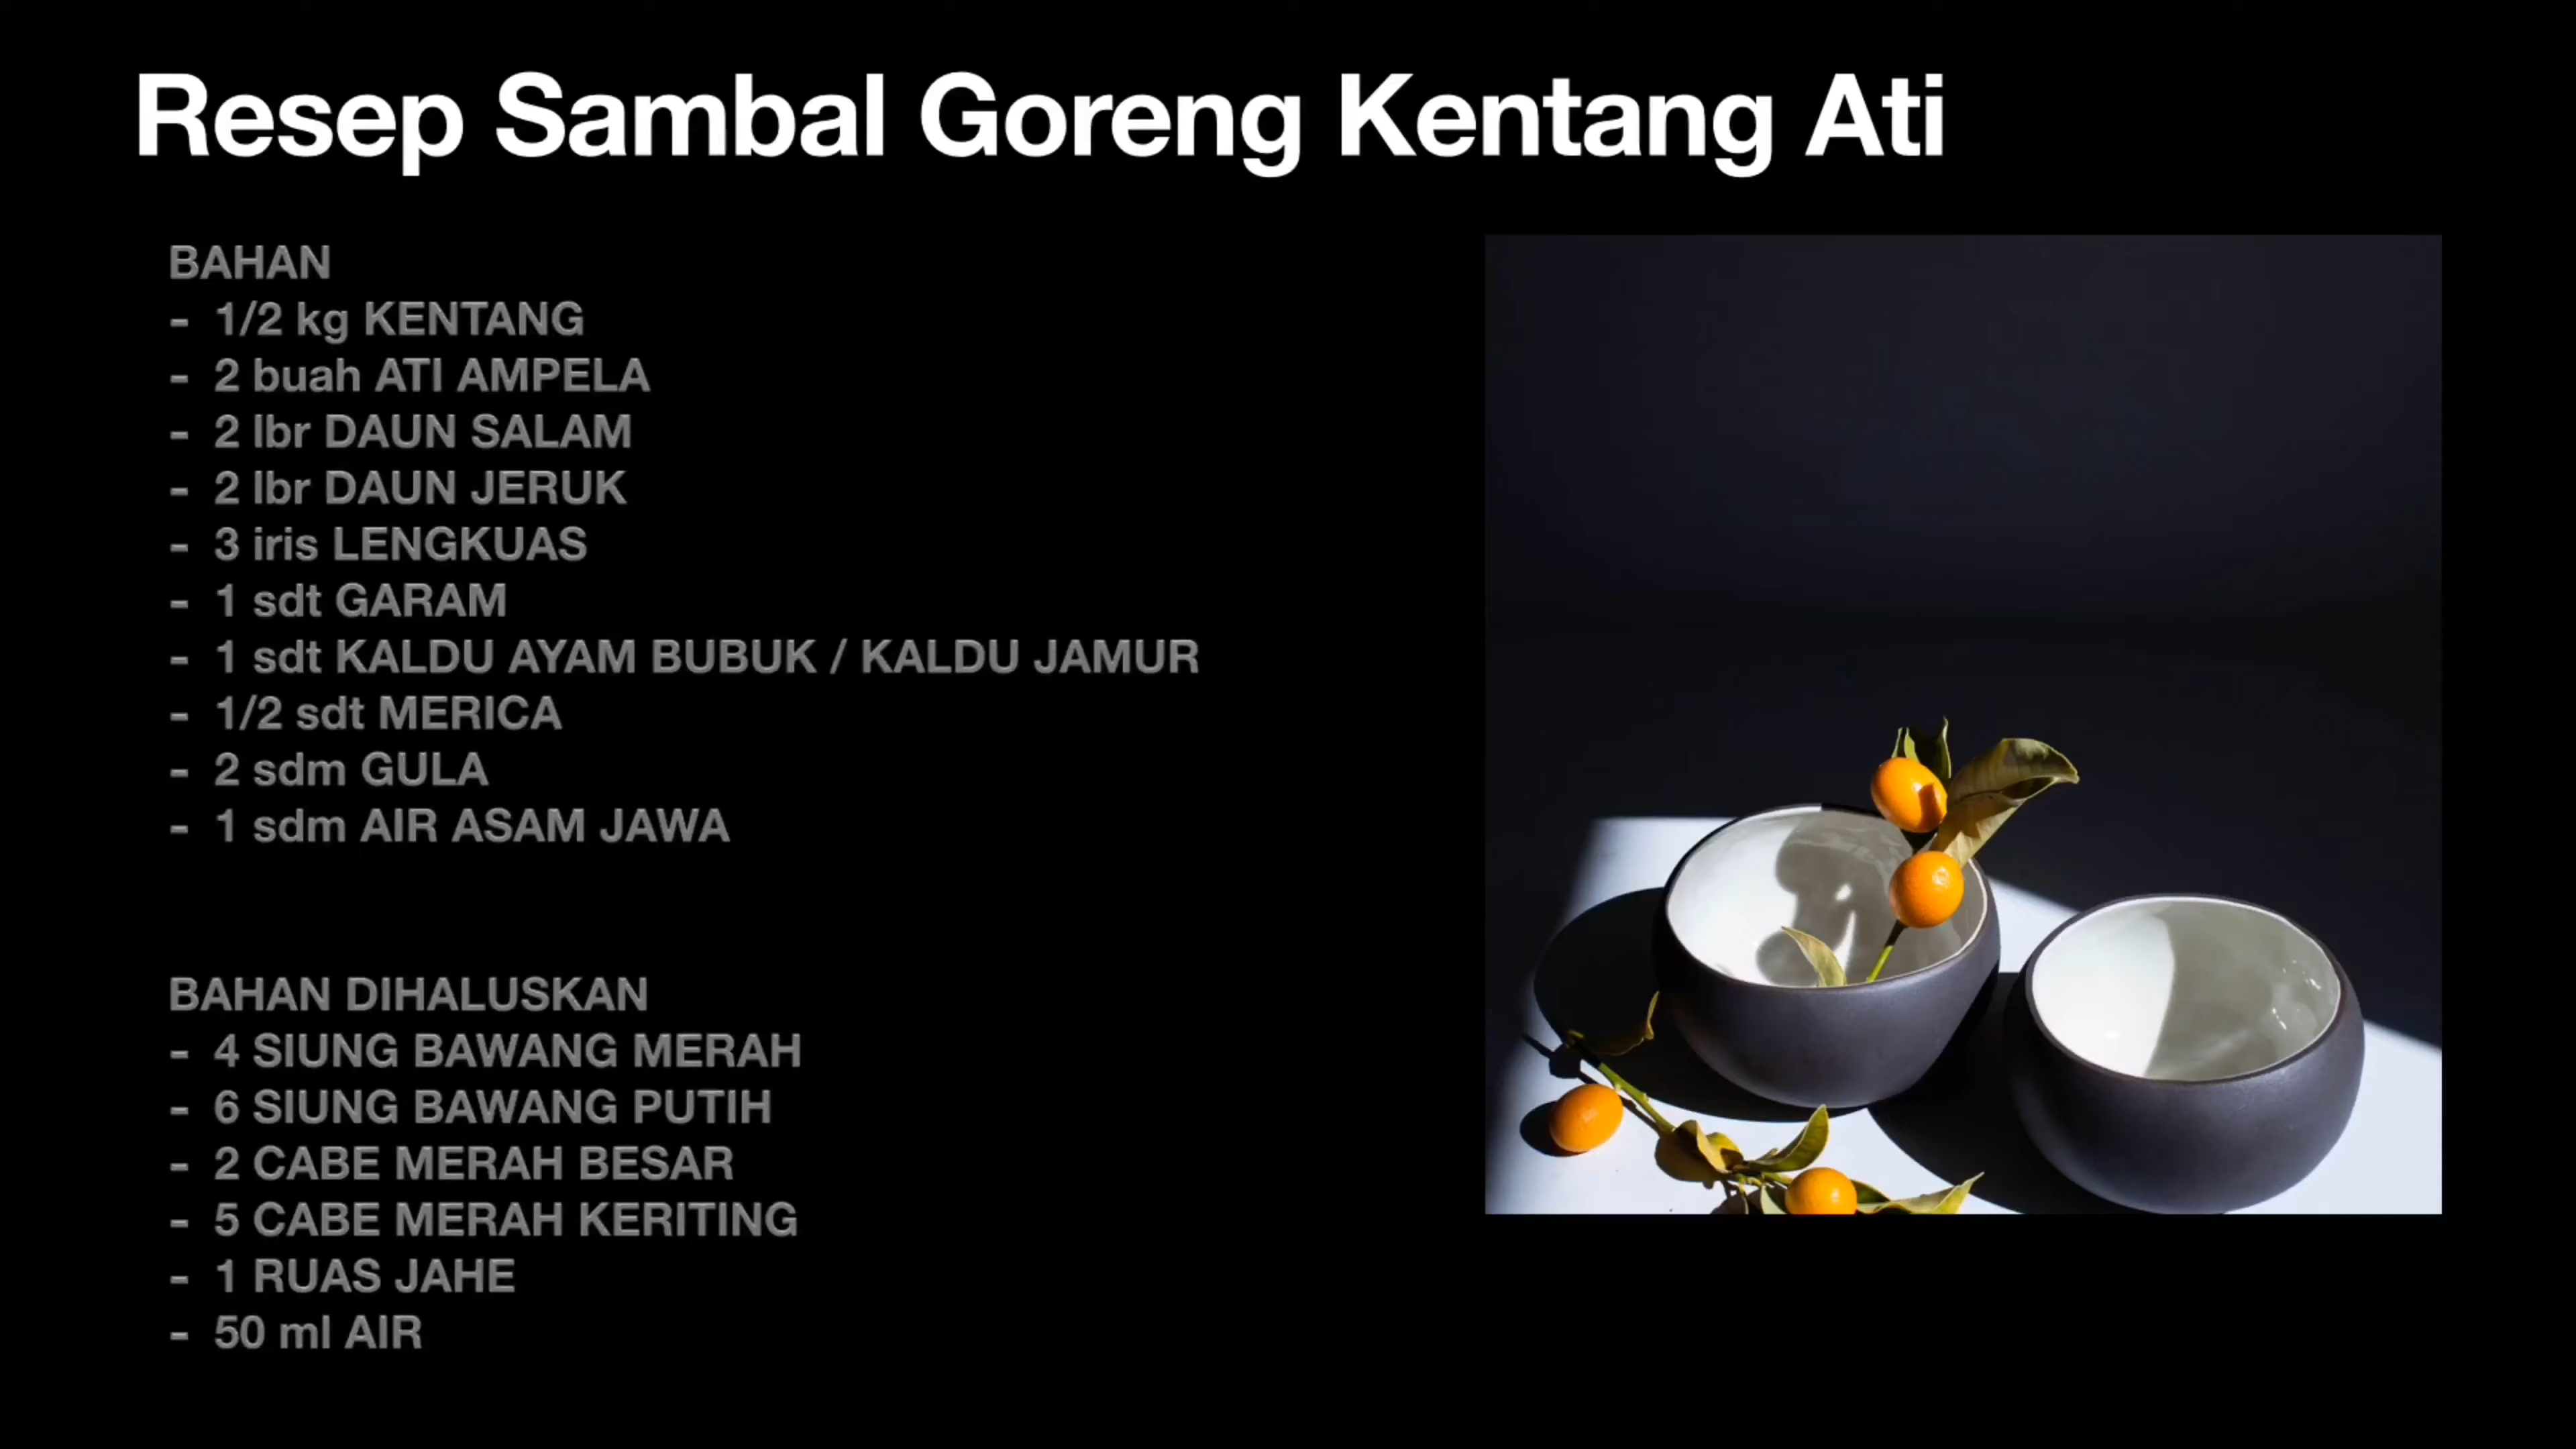 Resep Sambal Goreng Kentang Ati
BAHAN
- 1/2 kg KENTANG
- 2 buah ATI AMPELA
- 2 lbr DAUN SALAM
- 2 lbr DAUN JERUK
- 3 iris LENGKUAS
- 1 sdt GARAM
- 1 sdt KALDU AYAM BUBUK / KALDU JAMUR
- 1/2 sdt MERICA
- 2 sdm GULA
- 1 sdm AIR ASAM JAWA
BAHAN DIHALUSKAN
- 4 SIUNG BAWANG MERAH
- 6 SIUNG BAWANG PUTIH
- 2 CABE MERAH BESAR
- 5 CABE MERAH KERITING
- 1 RUAS JAHE
- 50 ml AIR